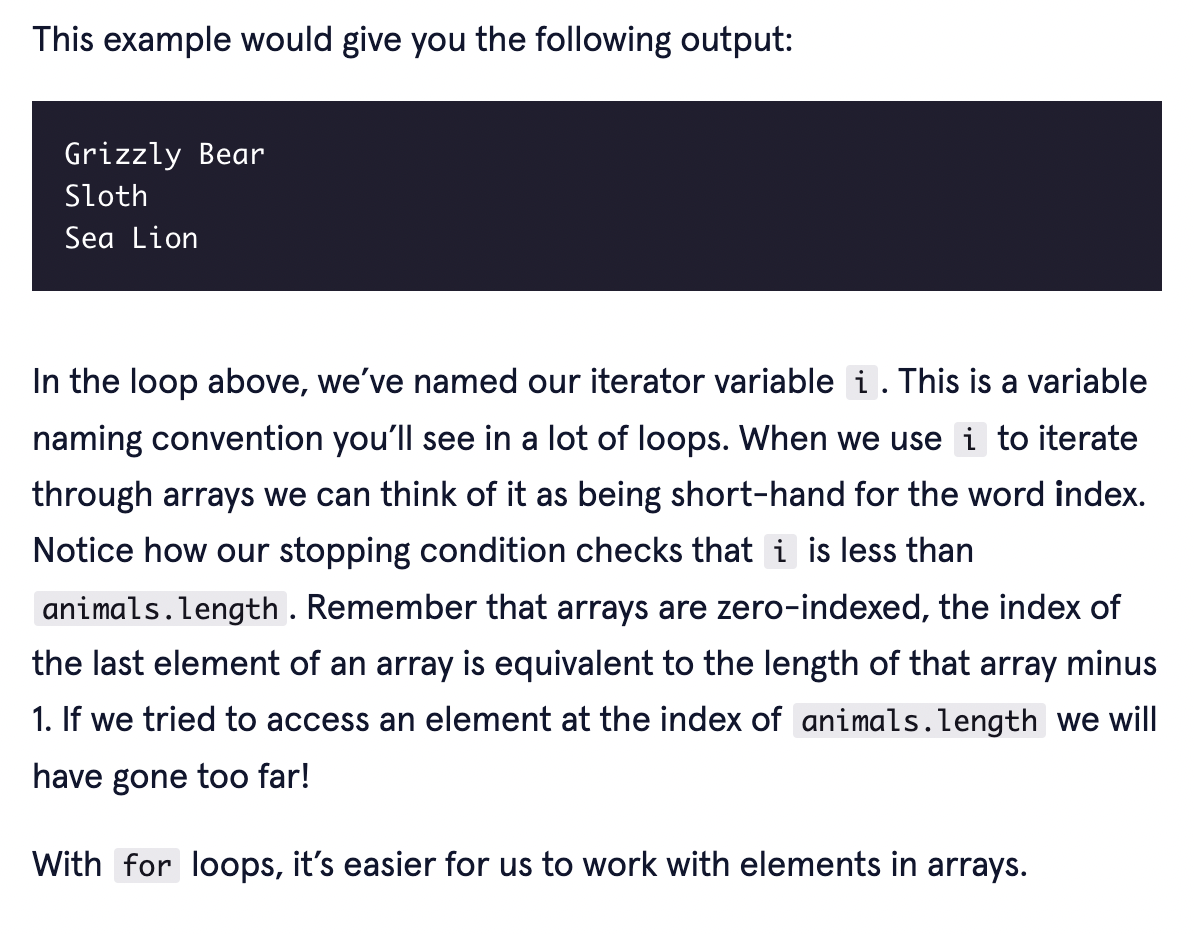 This example would give you the following output:
Grizzly Bear
Sloth
Sea Lion
In the loop above, we’ve named our iterator variable i. This is a variable
naming convention you’ll see in a lot of loops. When we use i to iterate
through arrays we can think of it as being short-hand for the word index.
Notice how our stopping condition checks that i is less than
animals.length. Remember that arrays are zero-indexed, the index of
the last element of an array is equivalent to the length of that array minus
1. If we tried to access an element at the index of animals.length we will
have gone too far!
With for loops, it’s easier for us to work with elements in arrays.